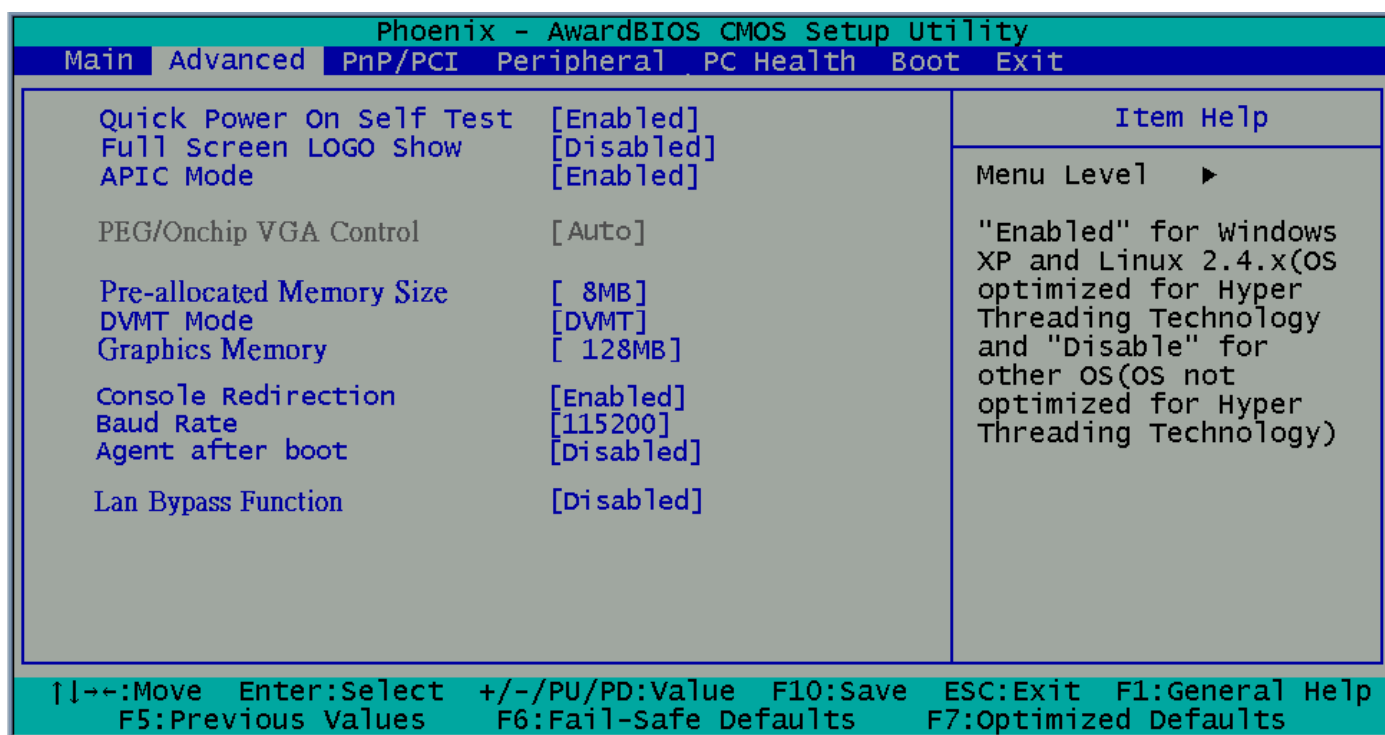 Phoenix - AwardBIOS CMOS Setup Utility
Main Advanced PnP/PCI Peripheral PC Health Boot Exit
Quick Power On Self Test [Enabled]
Full Screen LOGO Show [Disabled]
APIC Mode [Enabled]
PEG/Onchip VGA Control [Auto]
Pre-allocated Memory Size [ 8MB]
DVMT Mode [DVMT]
Graphics Memory [ 128MB]
Console Redirection [Enabled]
Baud Rate [115200]
Agent after boot [Disabled]
Lan Bypass Function [Disabled]
Item Help
Menu Level ▶
"Enabled" for Windows
XP and Linux 2.4.x(OS
optimized for Hyper
Threading Technology
and "Disable" for
other OS(OS not
optimized for Hyper
Threading Technology)
↑↓→←:Move Enter:Select +/-/PU/PD:Value F10:Save ESC:Exit F1:General Help
F5:Previous Values F6:Fail-Safe Defaults F7:Optimized Defaults